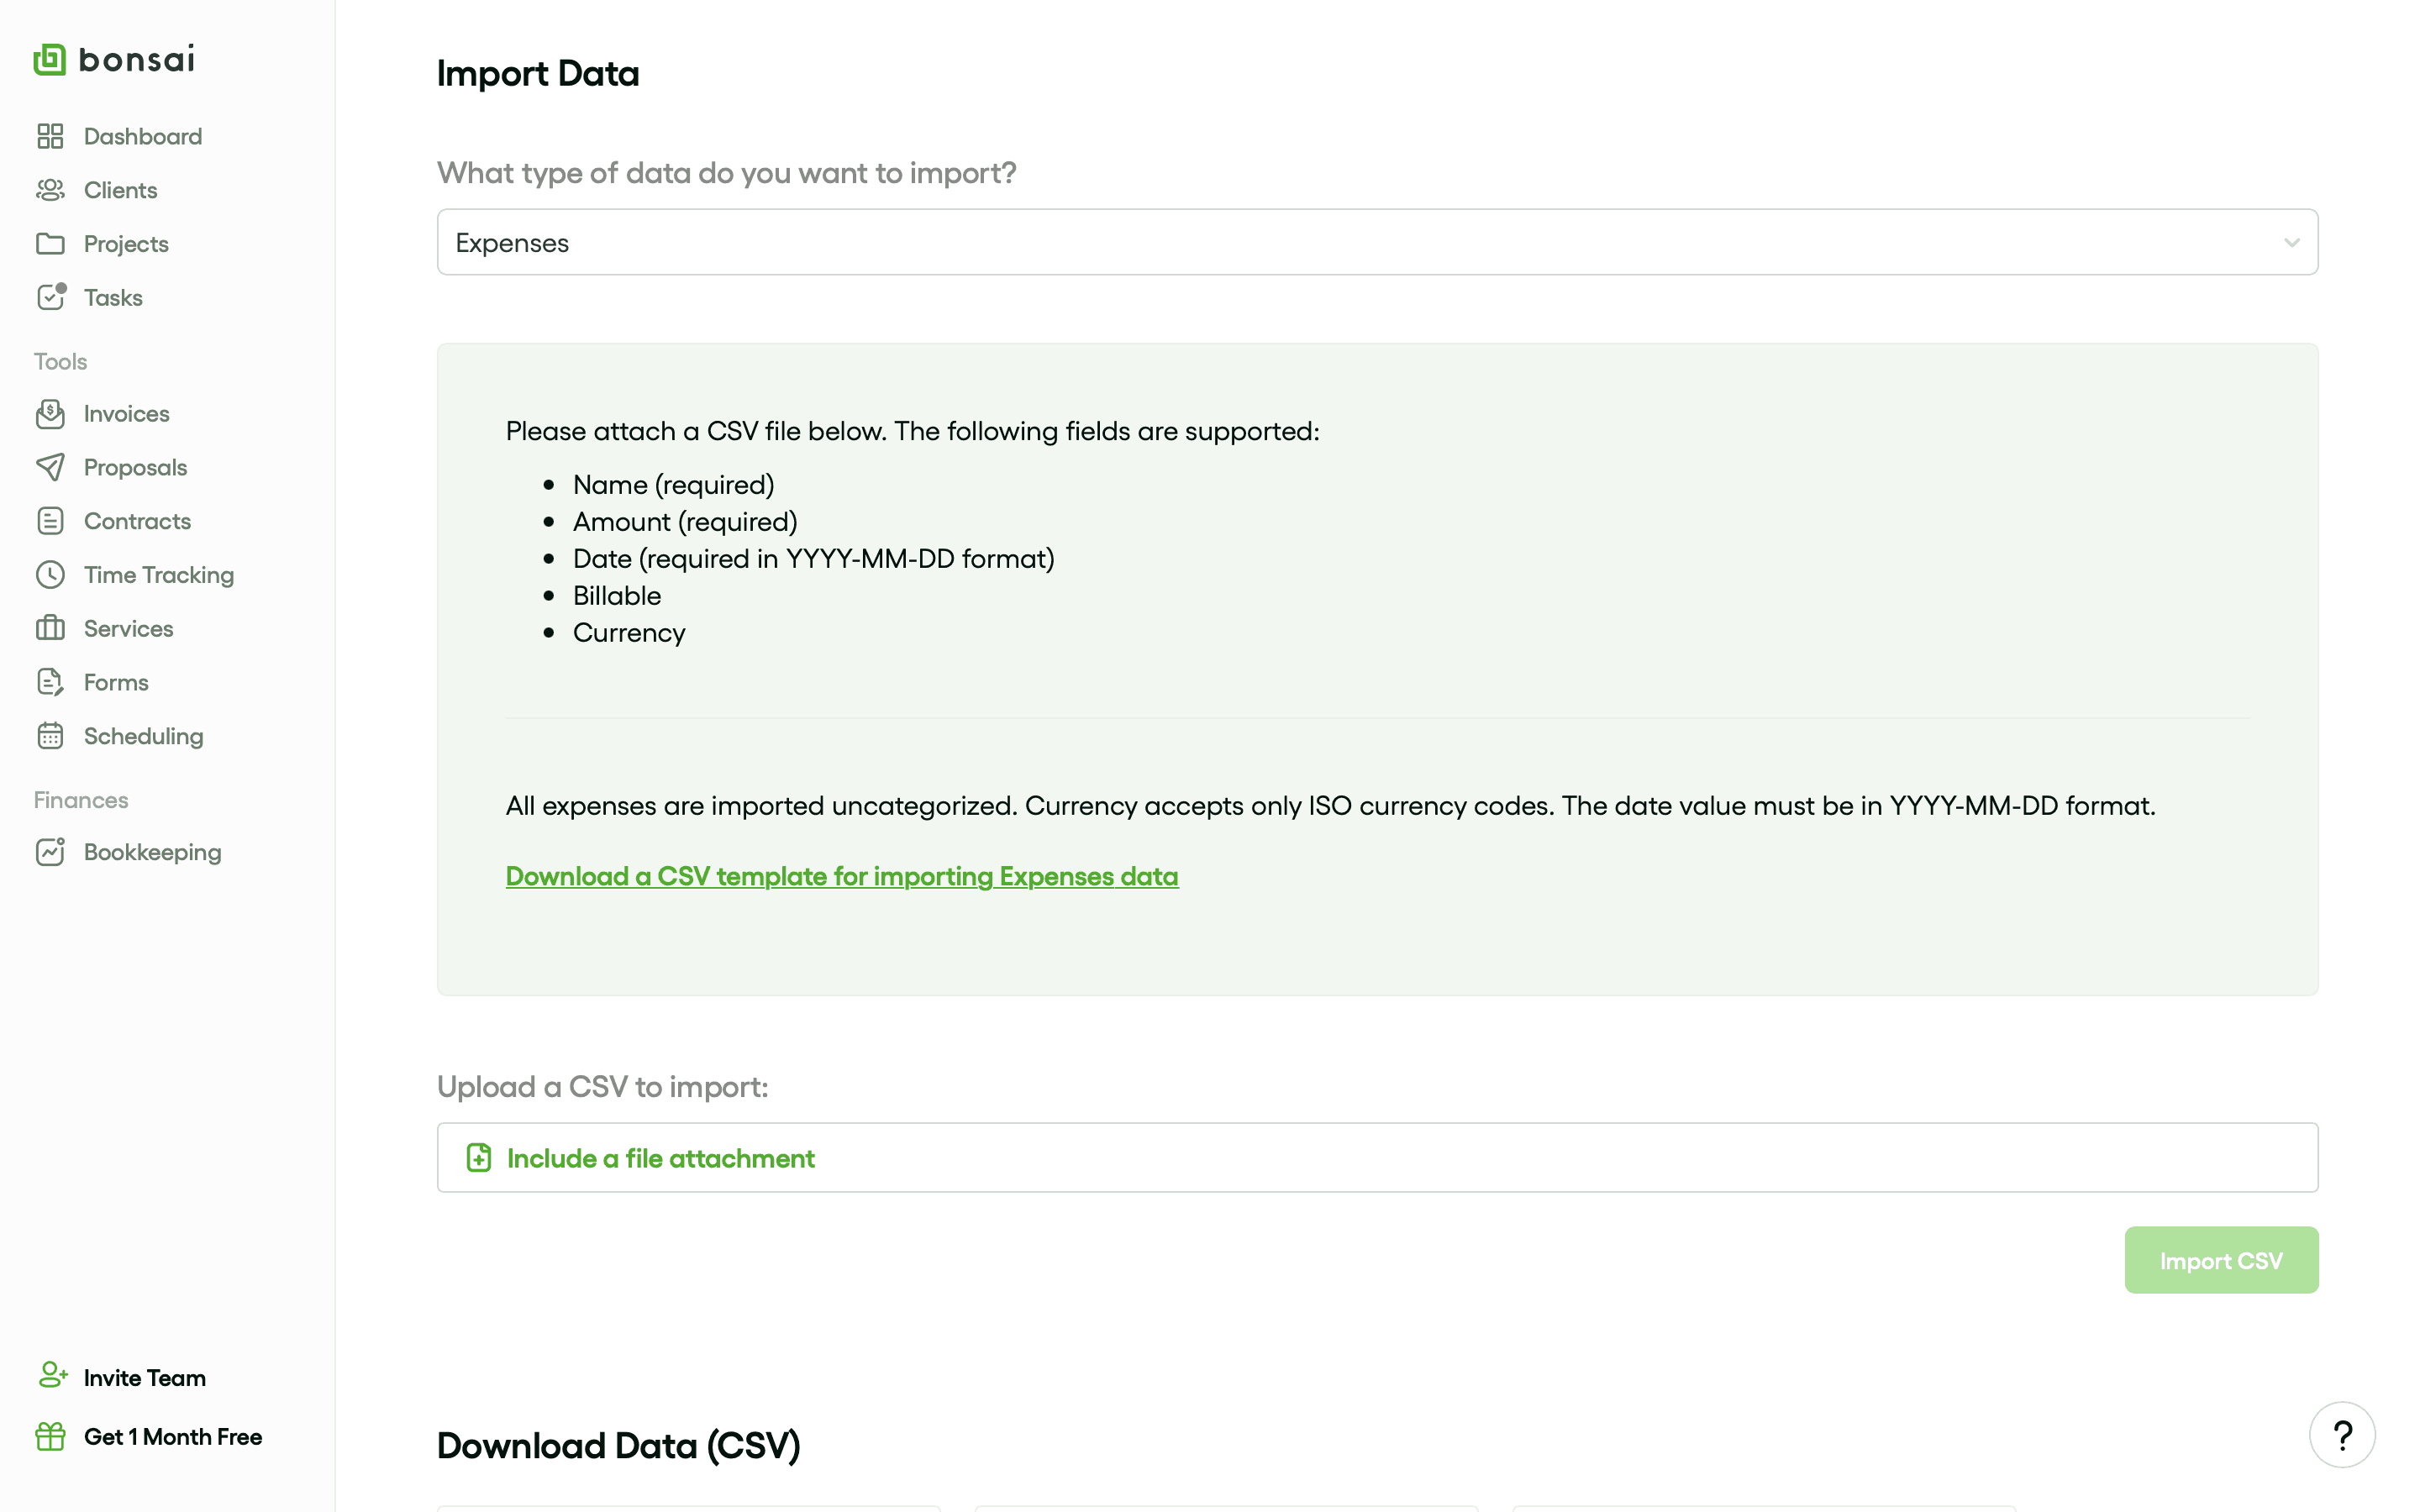 bonsai
Dashboard
Clients
Projects
Tasks
Tools
Invoices
Proposals
Contracts
Time Tracking
Services
Forms
Scheduling
Finances
Bookkeeping
Invite Team
Get 1 Month Free
Import Data
What type of data do you want to import?
Expenses
Please attach a CSV file below. The following fields are supported:
Name (required)
Amount (required)
Date (required in YYYY-MM-DD format)
Billable
Currency
All expenses are imported uncategorized. Currency accepts only ISO currency codes. The date value must be in YYYY-MM-DD format.
Download a CSV template for importing Expenses data
Upload a CSV to import:
Include a file attachment
Import CSV
Download Data (CSV)
?